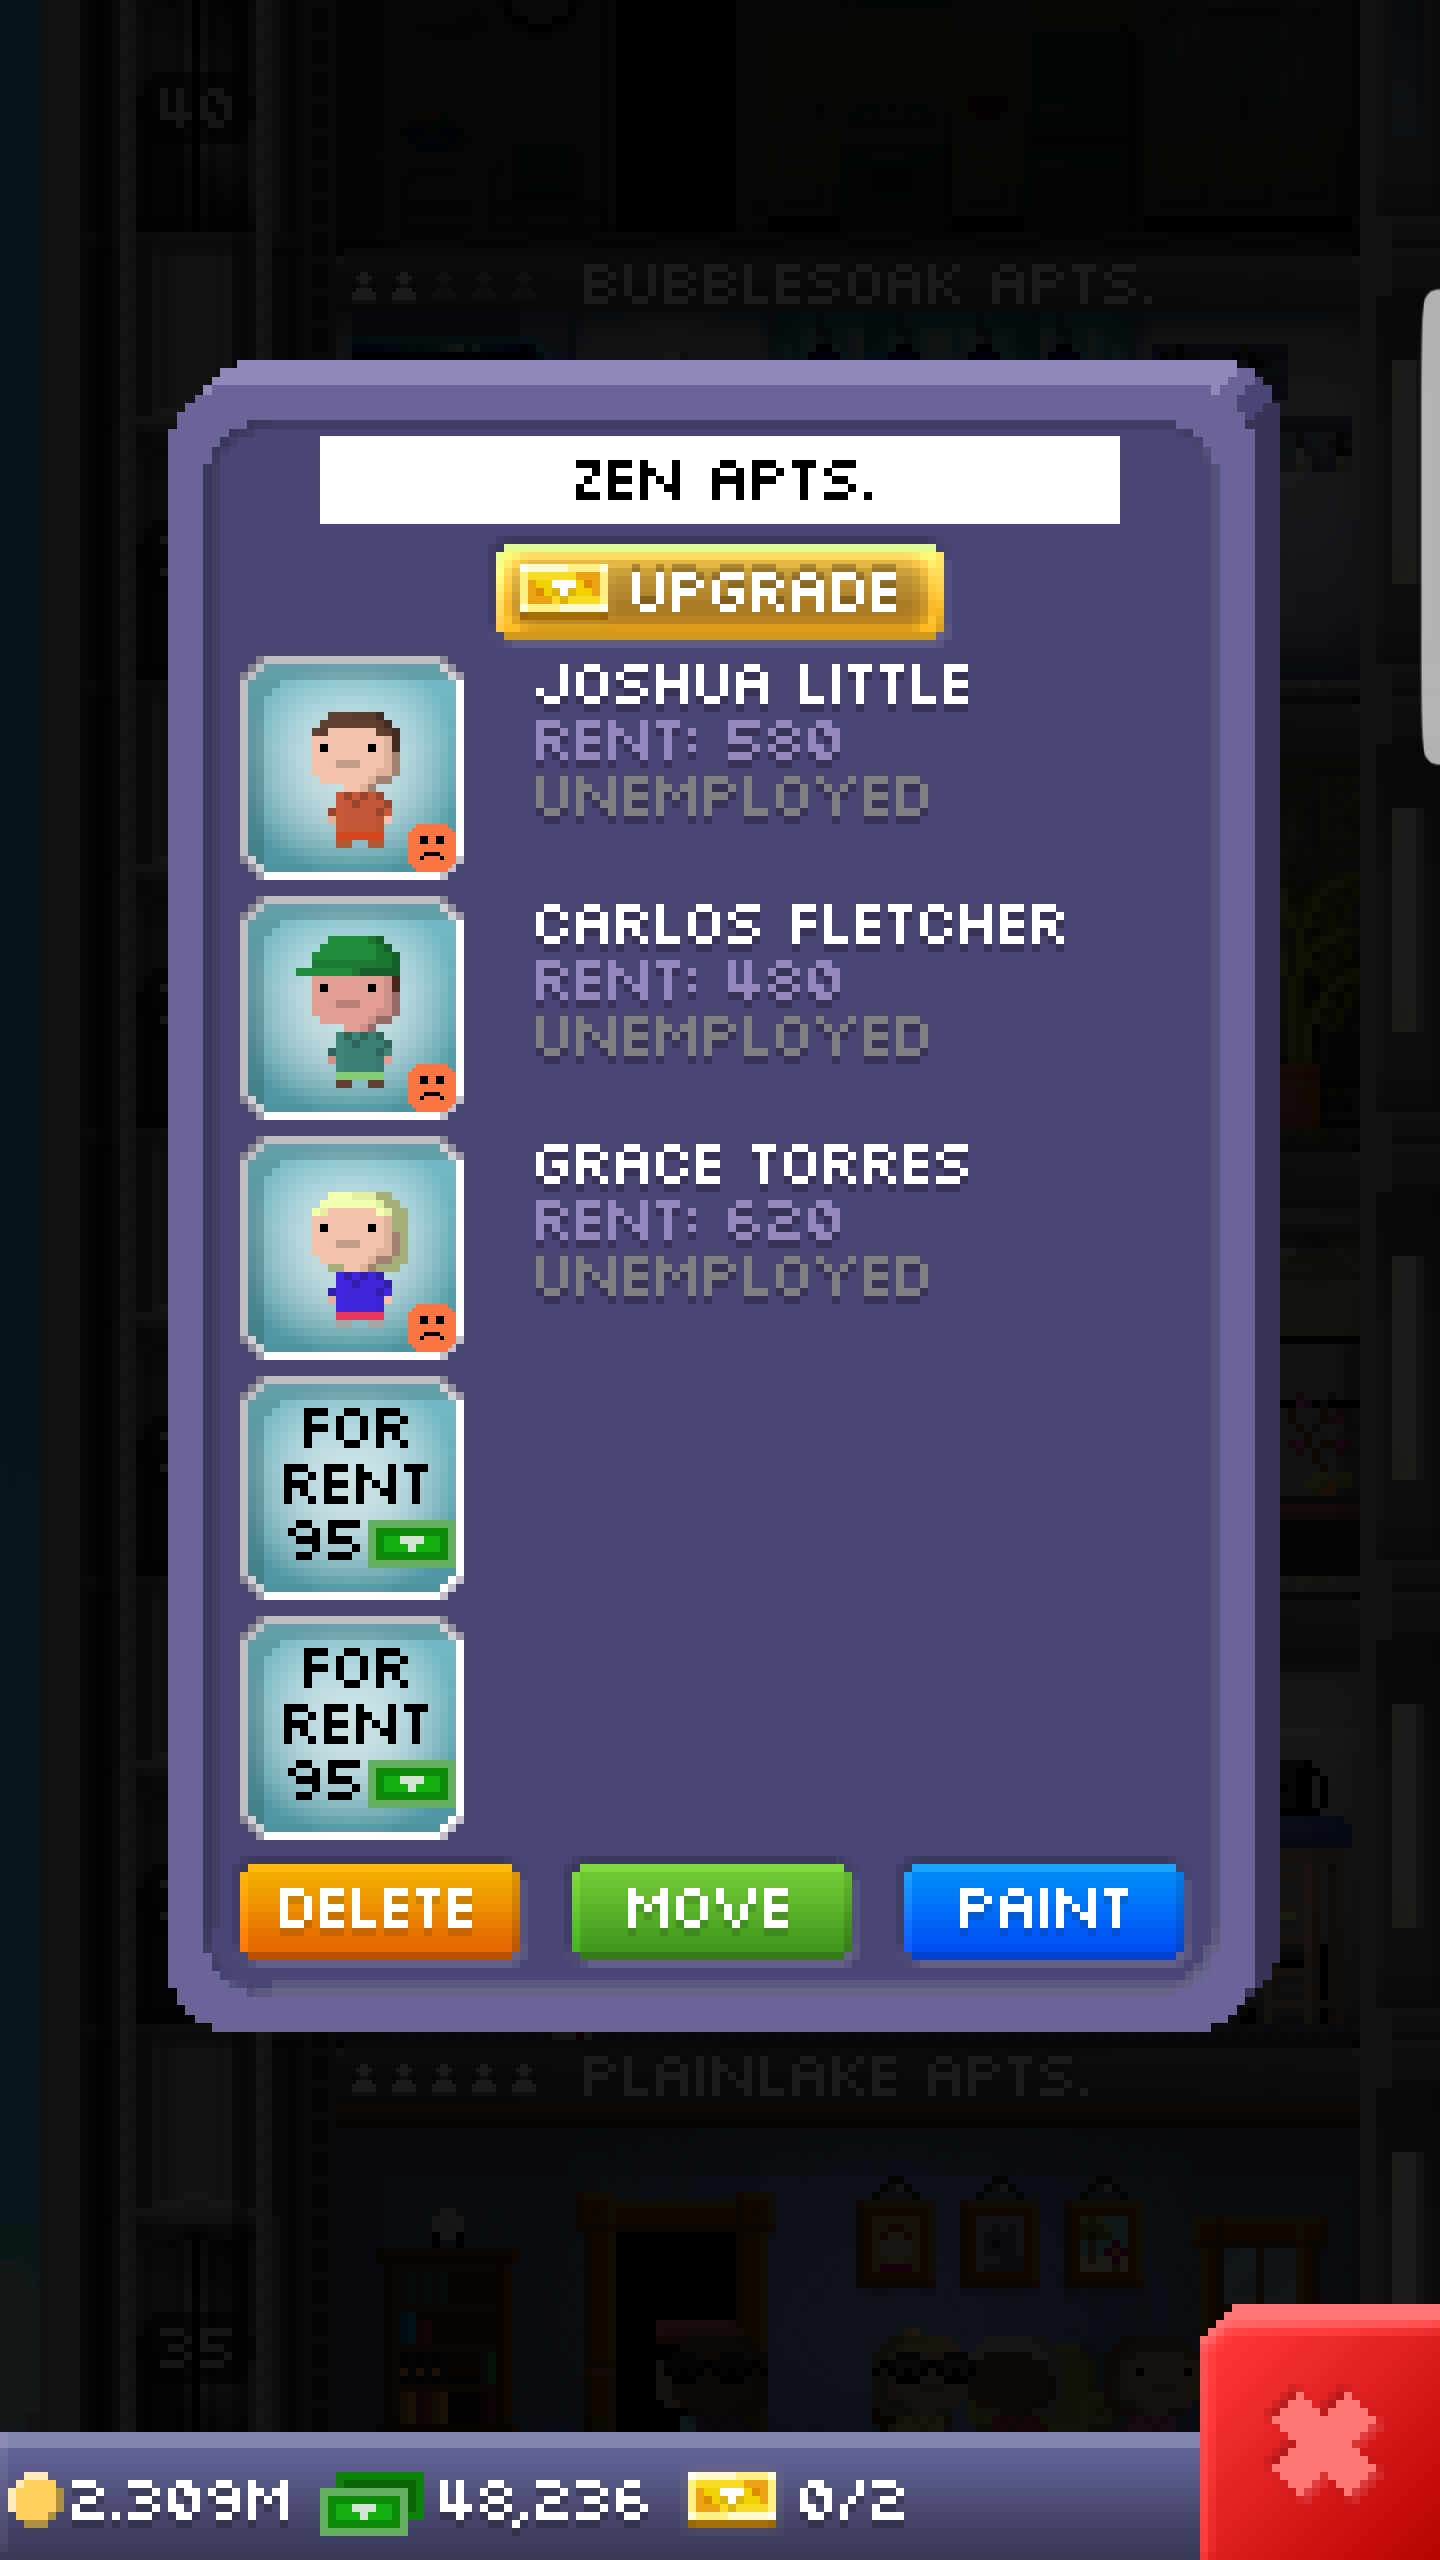 40
BUBBLESOAK APTS.
ZEN APTS.
UPGRADE
JOSHUA LITTLE
RENT: 580
UNEMPLOYED
CARLOS FLETCHER
RENT: 480
UNEMPLOYED
GRACE TORRES
RENT: 620
UNEMPLOYED
FOR
RENT
95
FOR
RENT
95
DELETE
MOVE
PAINT
PLAINLAKE APTS.
35
2.309M
48,236
0/2